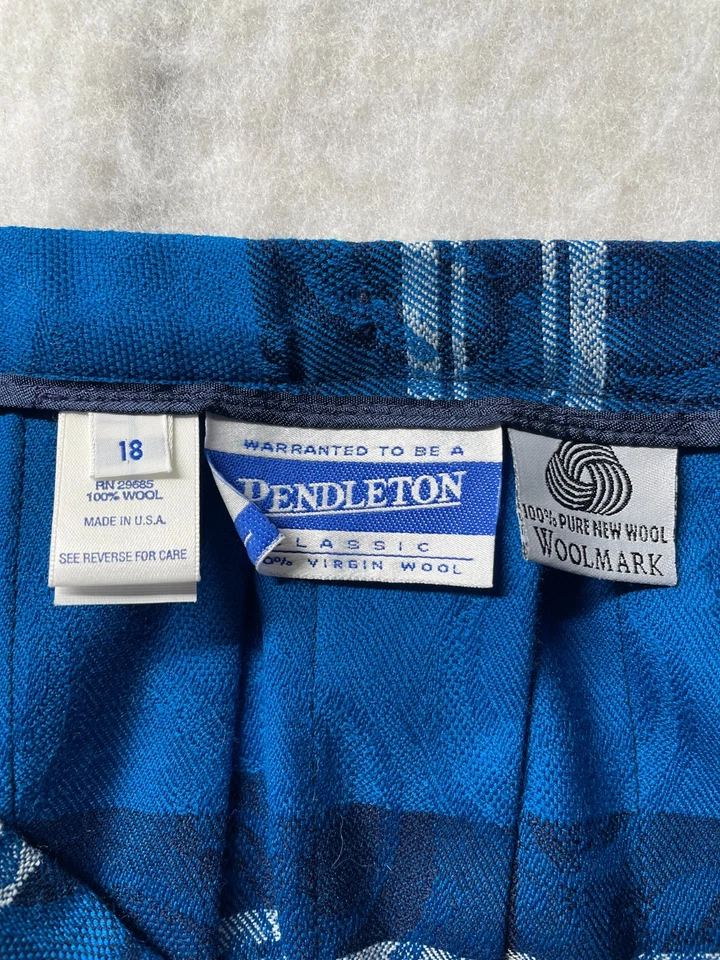 18
RN 29685
100% WOOL
MADE IN U.S.A.
SEE REVERSE FOR CARE
WARRANTED TO BE A
PENDLETON
CLASSIC
VIRGIN WOOL
100% PURE NEW WOOL
WOOLMARK